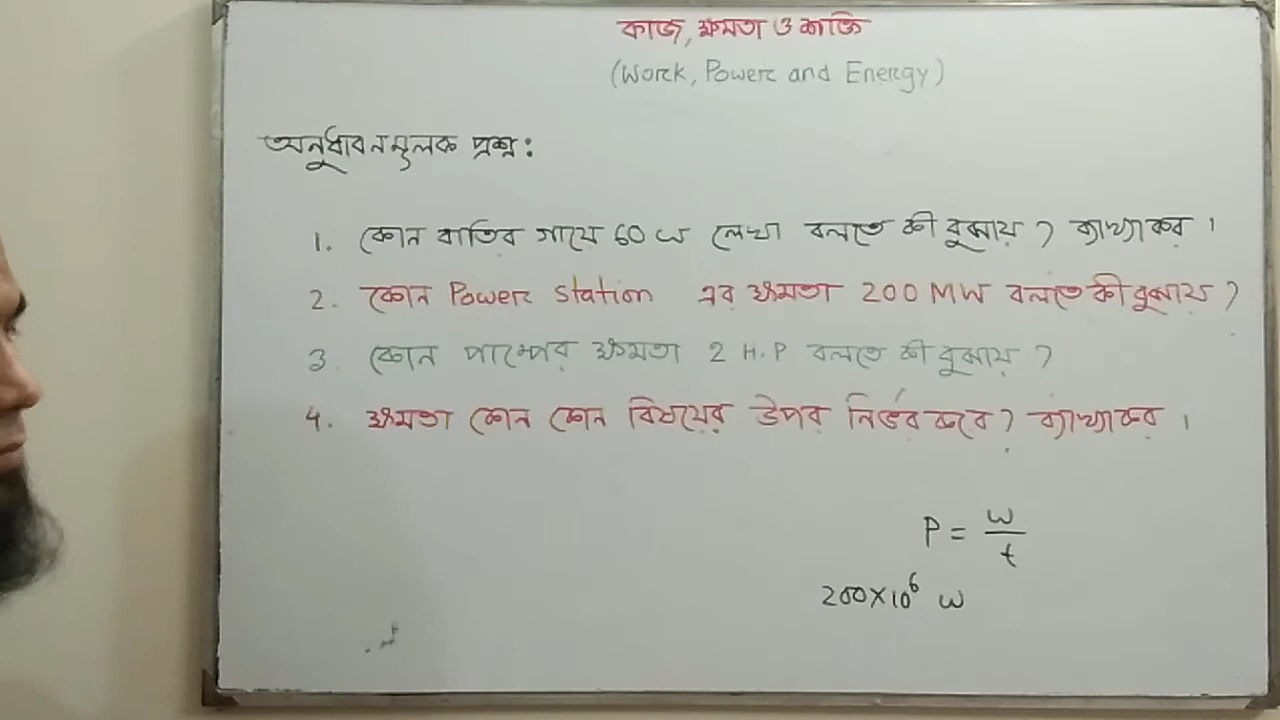 কাজ, ক্ষমতা ও শক্তি
(Work, Power and Energy)
অনুধাবনমূলক প্রশ্ন :
1. কোন বাতির গায়ে 60 W লেখা বলতে কী বুঝায় ? ব্যাখ্যা কর ।
2. কোন Power Station এর ক্ষমতা 200 MW বলতে কী বুঝায় ?
3. কোন পাম্পের ক্ষমতা 2 H.P বলতে কী বুঝায় ?
4. ক্ষমতা কোন কোন বিষয়ের উপর নির্ভর করে ? ব্যাখ্যা কর ।
P = W/t
200×10⁶ W